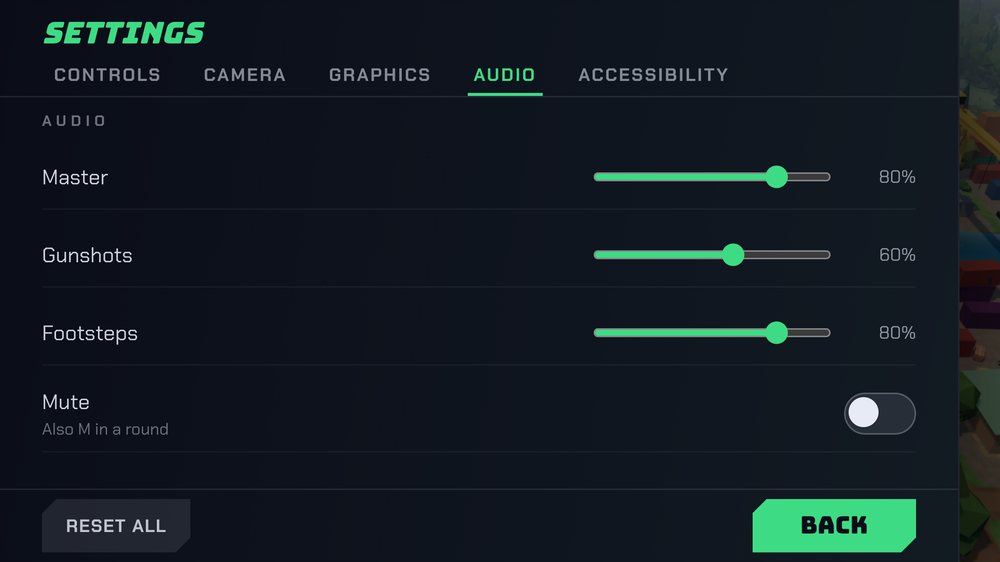 SETTINGS
CONTROLS CAMERA GRAPHICS AUDIO ACCESSIBILITY
AUDIO
Master 80%
Gunshots 60%
Footsteps 80%
Mute
Also M in a round
RESET ALL BACK